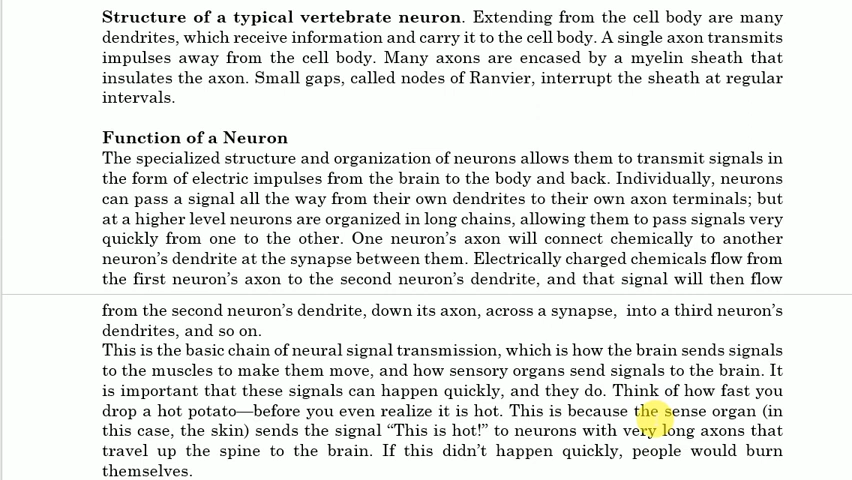 Structure of a typical vertebrate neuron. Extending from the cell body are many
dendrites, which receive information and carry it to the cell body. A single axon transmits
impulses away from the cell body. Many axons are encased by a myelin sheath that
insulates the axon. Small gaps, called nodes of Ranvier, interrupt the sheath at regular
intervals.
Function of a Neuron
The specialized structure and organization of neurons allows them to transmit signals in
the form of electric impulses from the brain to the body and back. Individually, neurons
can pass a signal all the way from their own dendrites to their own axon terminals; but
at a higher level neurons are organized in long chains, allowing them to pass signals very
quickly from one to the other. One neuron's axon will connect chemically to another
neuron's dendrite at the synapse between them. Electrically charged chemicals flow from
the first neuron's axon to the second neuron's dendrite, and that signal will then flow
from the second neuron's dendrite, down its axon, across a synapse, into a third neuron's
dendrites, and so on.
This is the basic chain of neural signal transmission, which is how the brain sends signals
to the muscles to make them move, and how sensory organs send signals to the brain. It
is important that these signals can happen quickly, and they do. Think of how fast you
drop a hot potato—before you even realize it is hot. This is because the sense organ (in
this case, the skin) sends the signal “This is hot!” to neurons with very long axons that
travel up the spine to the brain. If this didn't happen quickly, people would burn
themselves.